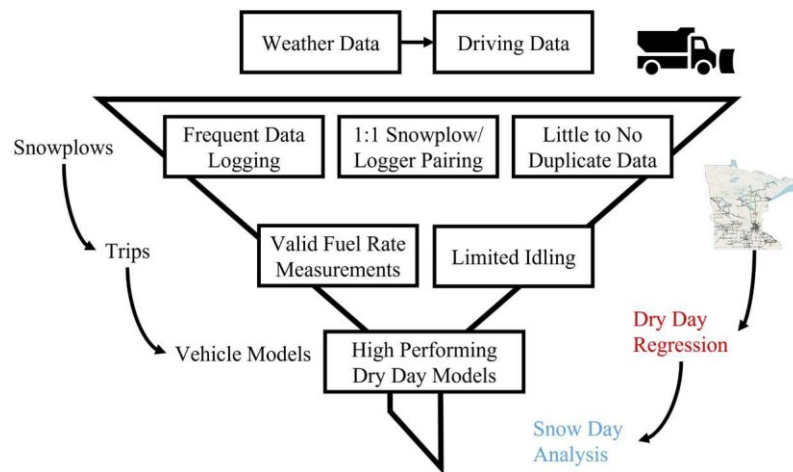 Weather Data
Driving Data
Snowplows
Frequent Data
Logging
1:1 Snowplow/
Logger Pairing
Little to No
Duplicate Data
Trips
Valid Fuel Rate
Measurements
Limited Idling
Vehicle Models
High Performing
Dry Day Models
Dry Day
Regression
Snow Day
Analysis